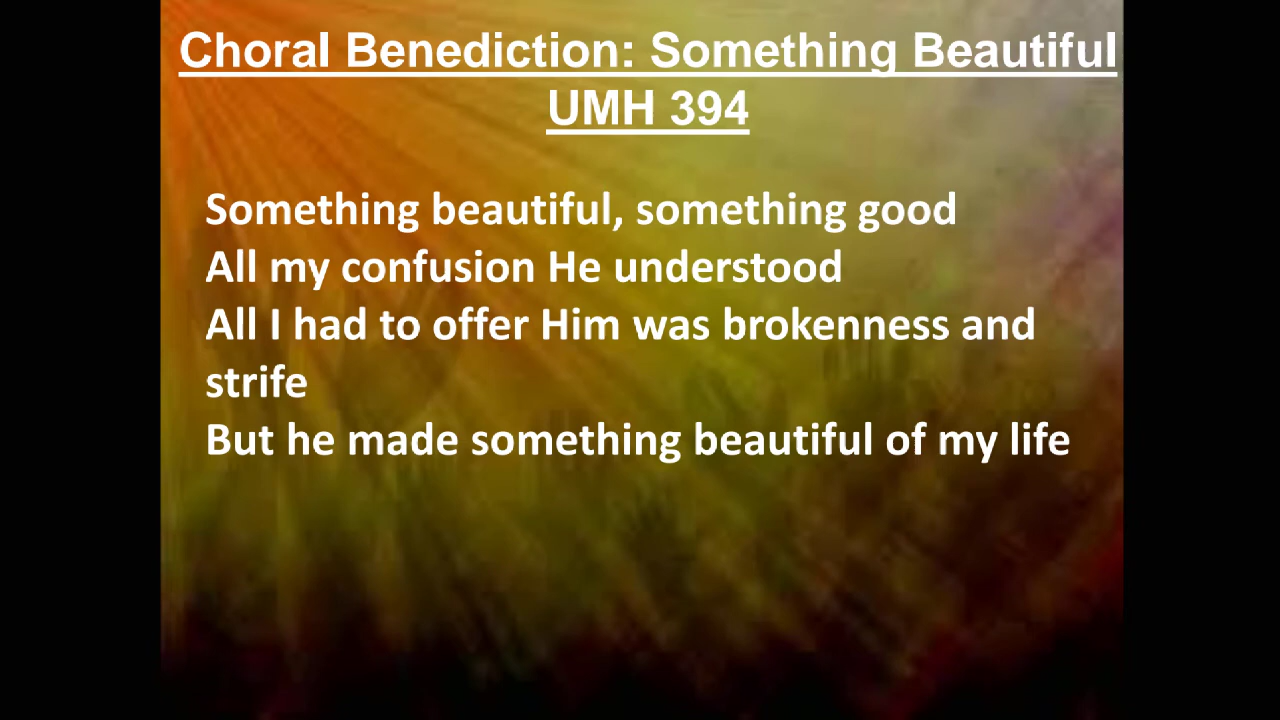 Choral Benediction: Something Beautiful
UMH 394
Something beautiful, something good
All my confusion He understood
All I had to offer Him was brokenness and
strife
But he made something beautiful of my life